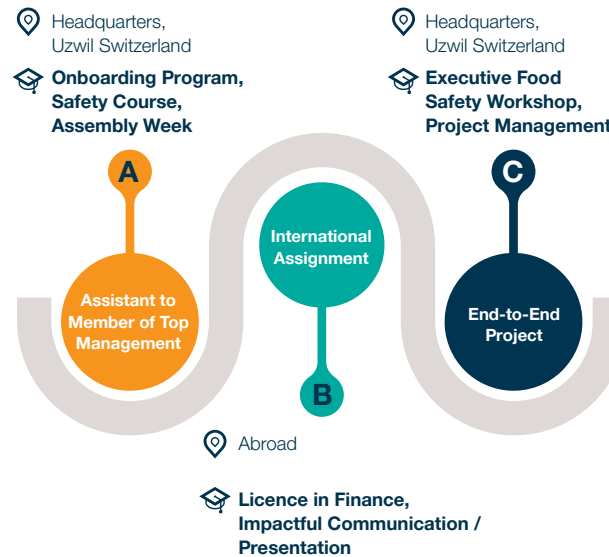 Headquarters,
Uzwil Switzerland
Onboarding Program,
Safety Course,
Assembly Week
A
Assistant to
Member of Top
Management
International
Assignment
B
Abroad
Licence in Finance,
Impactful Communication /
Presentation
Headquarters,
Uzwil Switzerland
Executive Food
Safety Workshop,
Project Management
C
End-to-End
Project